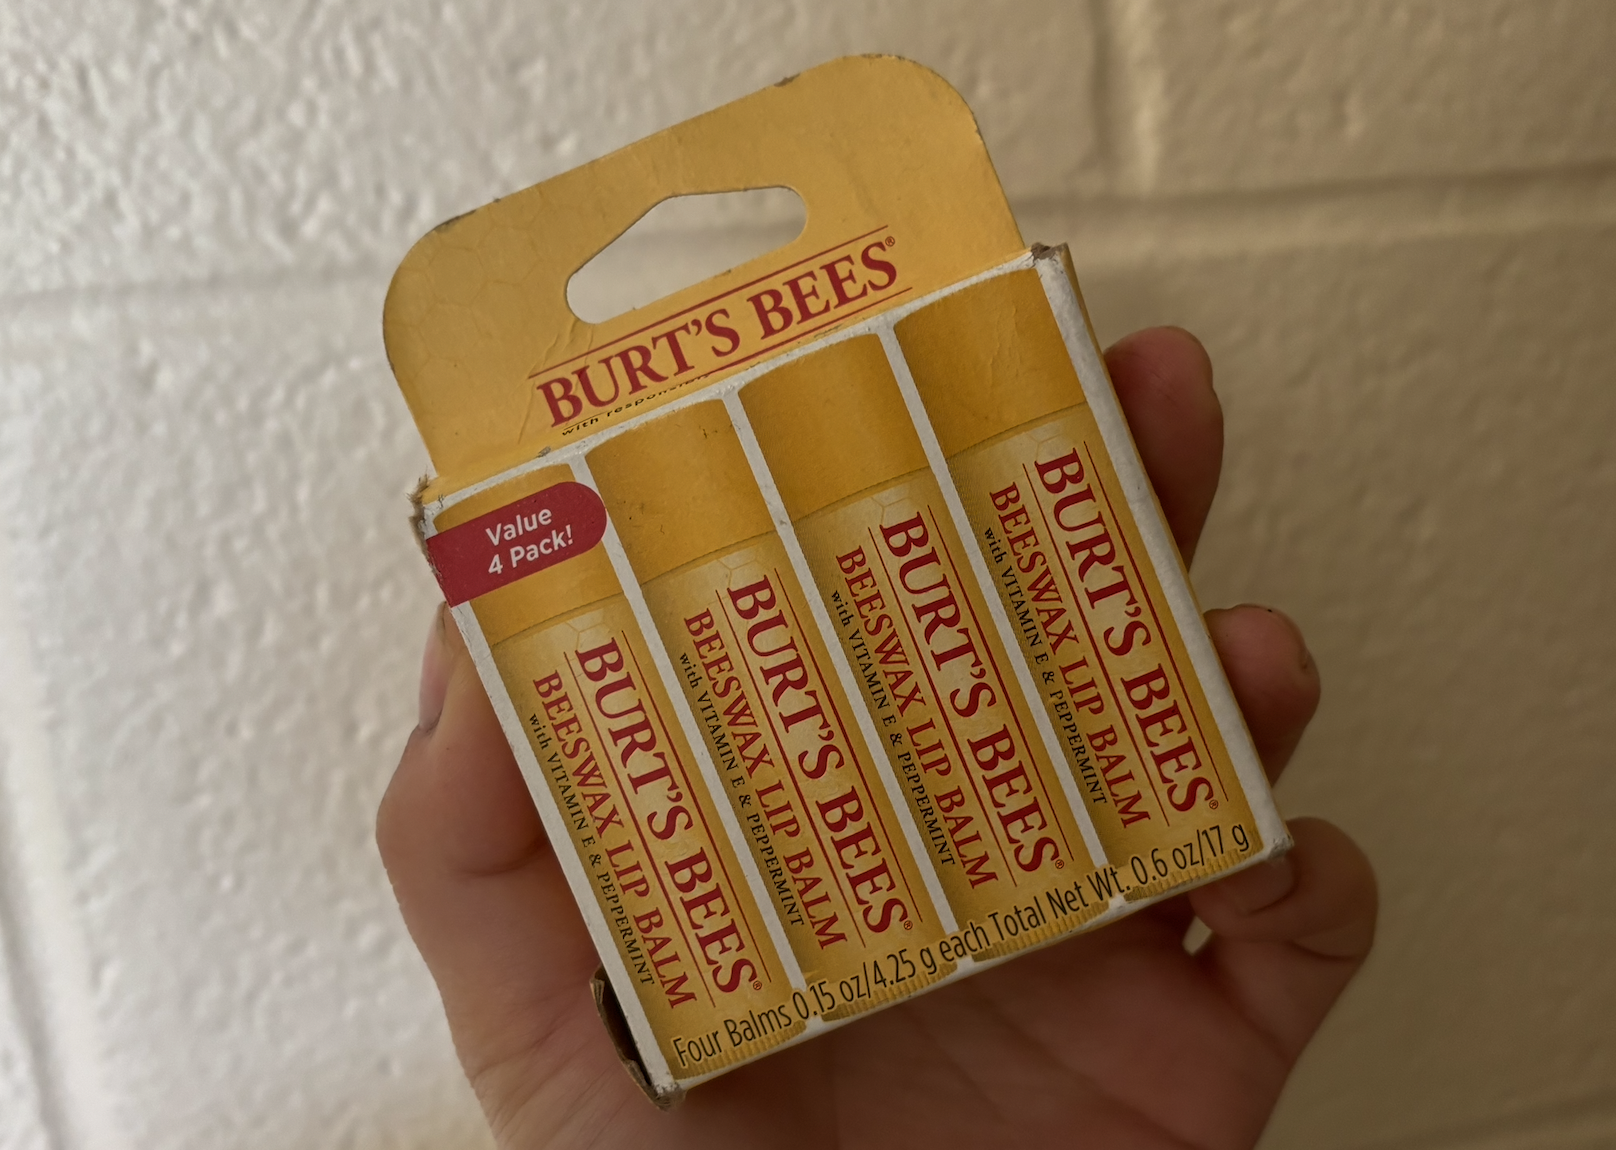 BURT'S BEES®
with
Value
4 Pack!
BURT'S BEES®
BEESWAX LIP BALM
with VITAMIN E & PEPPERMINT
BURT'S BEES®
BEESWAX LIP BALM
with VITAMIN E & PEPPERMINT
BURT'S BEES®
BEESWAX LIP BALM
with VITAMIN E & PEPPERMINT
BURT'S BEES®
BEESWAX LIP BALM
with VITAMIN E & PEPPERMINT
Four Balms 0.15 oz/4.25 g each Total Net Wt. 0.6 oz/17 g